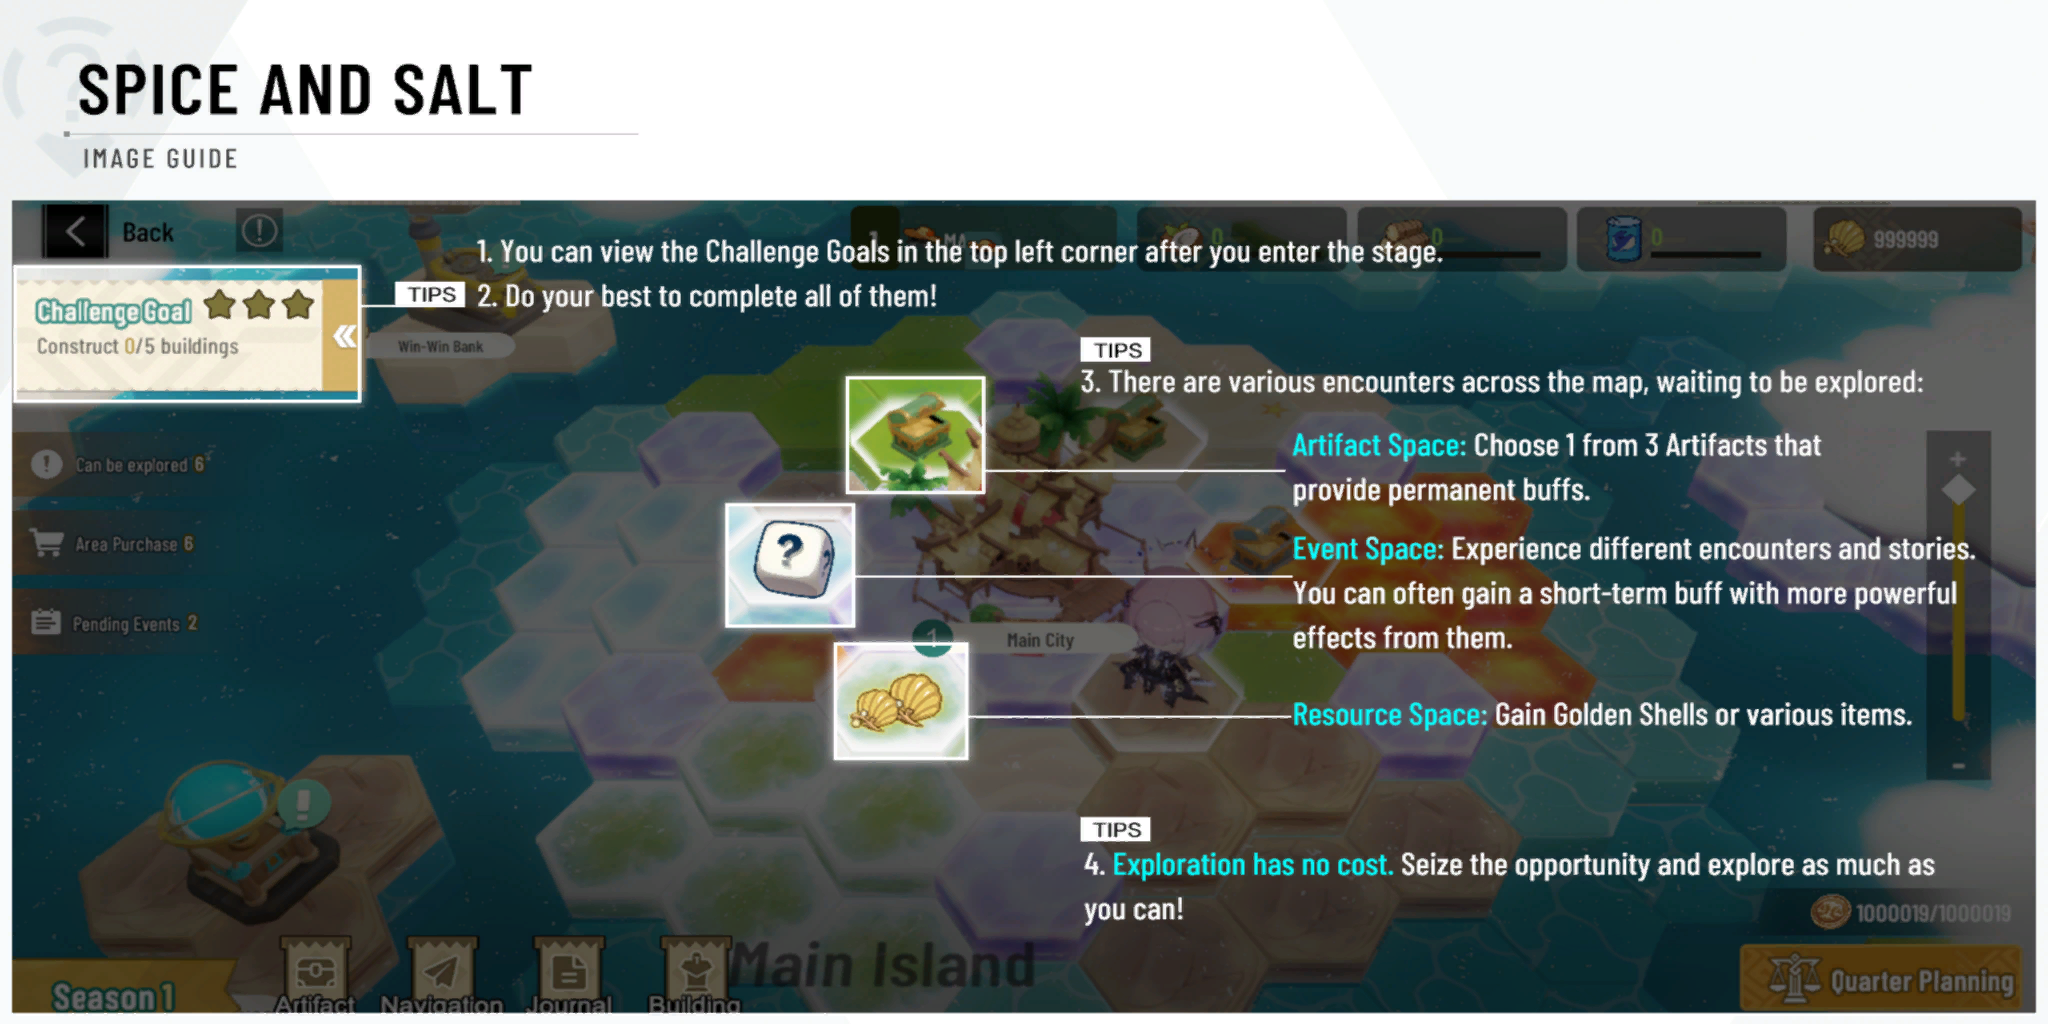 SPICE AND SALT
IMAGE GUIDE
Back
0
0
0
999999
1. You can view the Challenge Goals in the top left corner after you enter the stage.
TIPS
2. Do your best to complete all of them!
Challenge Goal
Construct 0/5 buildings
Win-Win Bank
TIPS
3. There are various encounters across the map, waiting to be explored:
Artifact Space: Choose 1 from 3 Artifacts that
provide permanent buffs.
Can be explored 6
Area Purchase 6
Event Space: Experience different encounters and stories.
You can often gain a short-term buff with more powerful
effects from them.
Pending Events 2
?
1
Main City
Resource Space: Gain Golden Shells or various items.
TIPS
4. Exploration has no cost. Seize the opportunity and explore as much as
you can!
1000019/1000019
Main Island
Season 1
Artifact
Navigation
Journal
Building
Quarter Planning